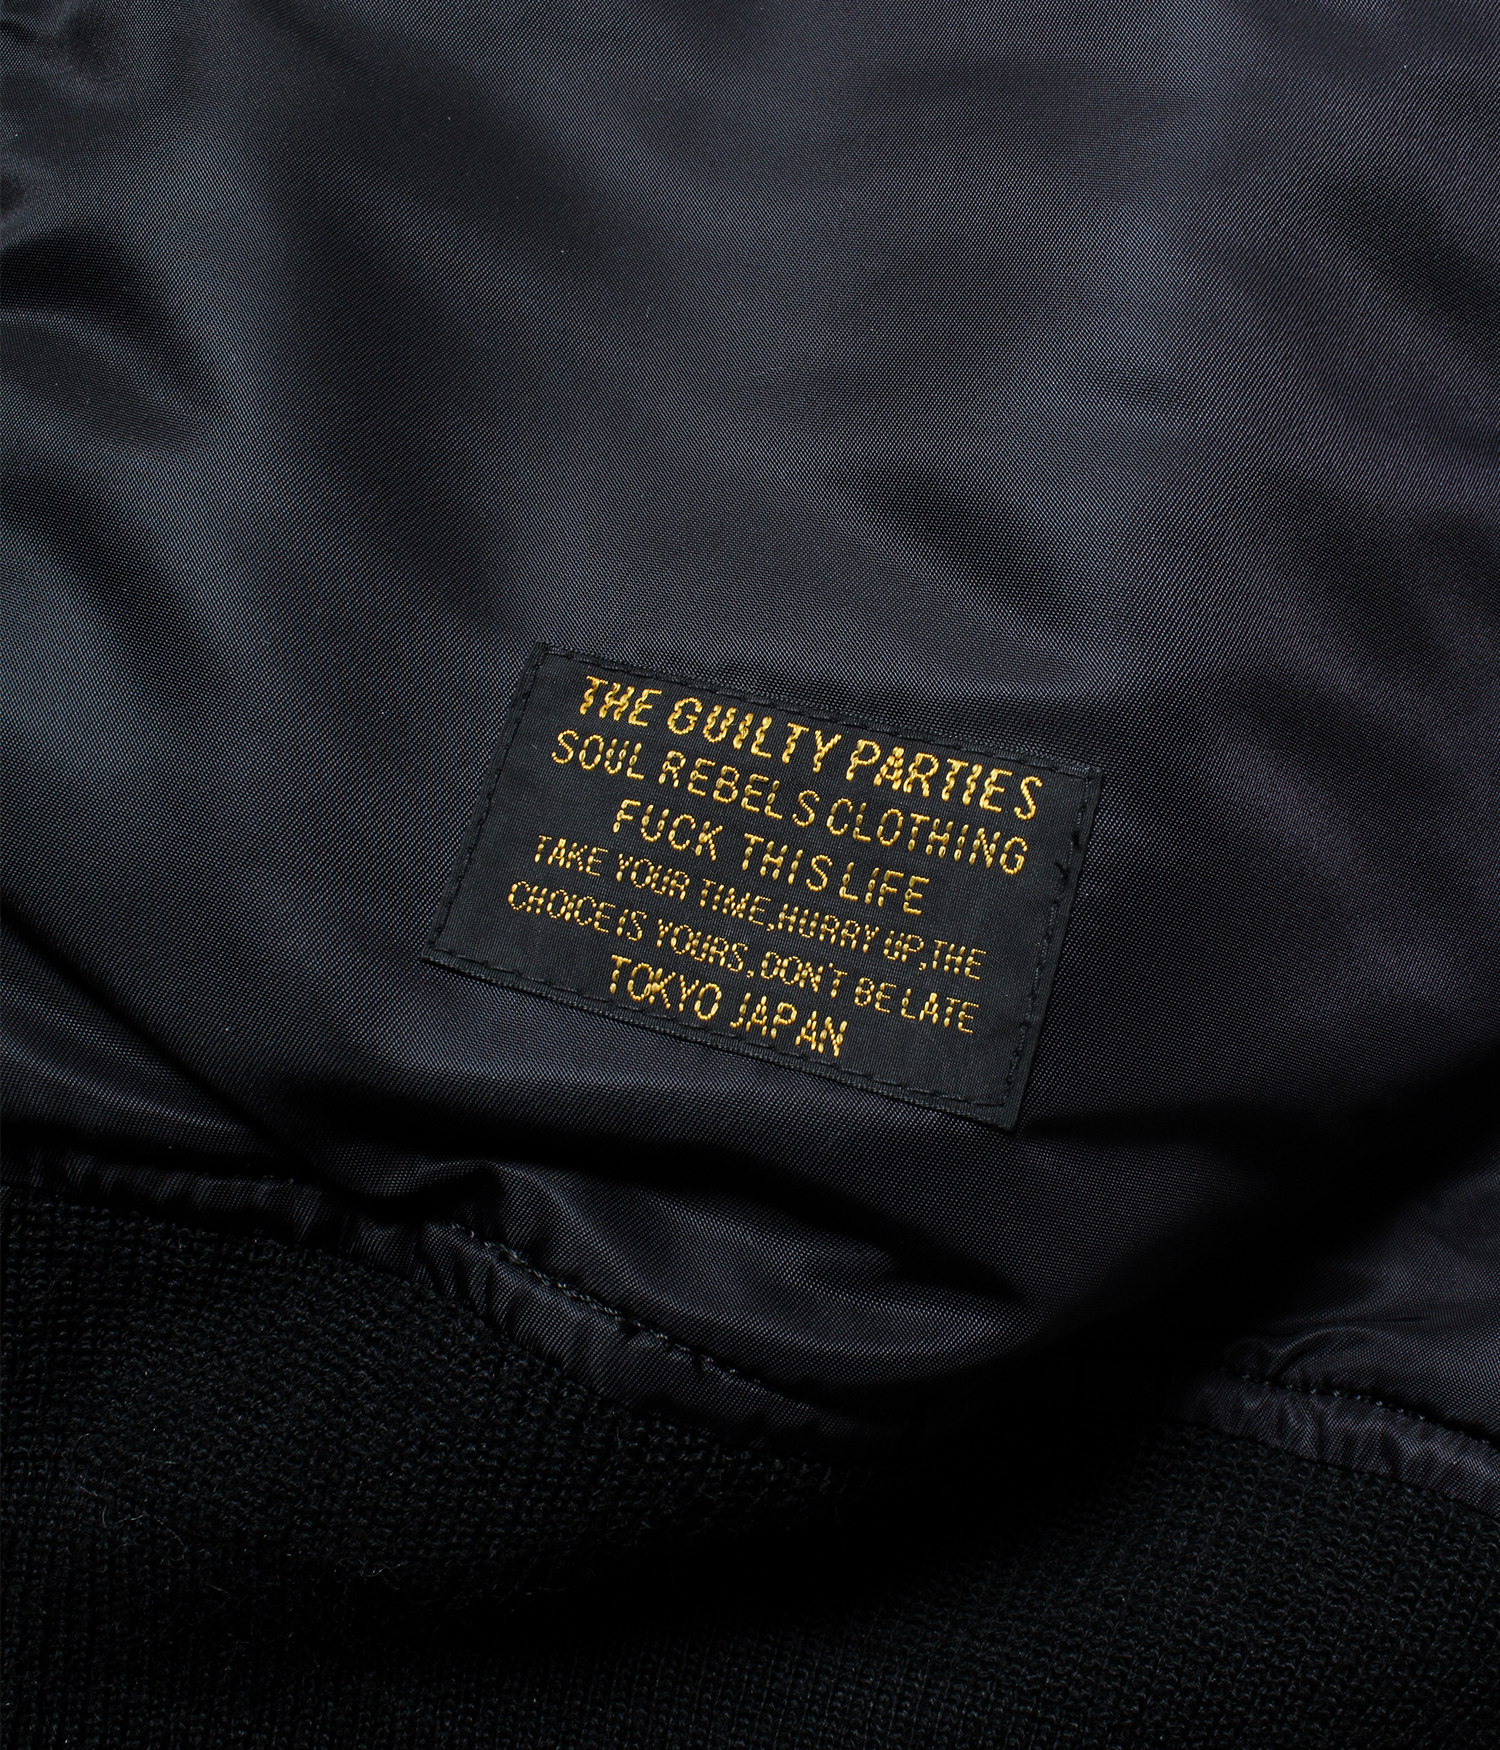 THE GUILTY PARTIES
SOUL REBELS CLOTHING
FUCK THIS LIFE
TAKE YOUR TIME,HURRY UP,THE
CHOICE IS YOURS,DON'T BE LATE
TOKYO JAPAN